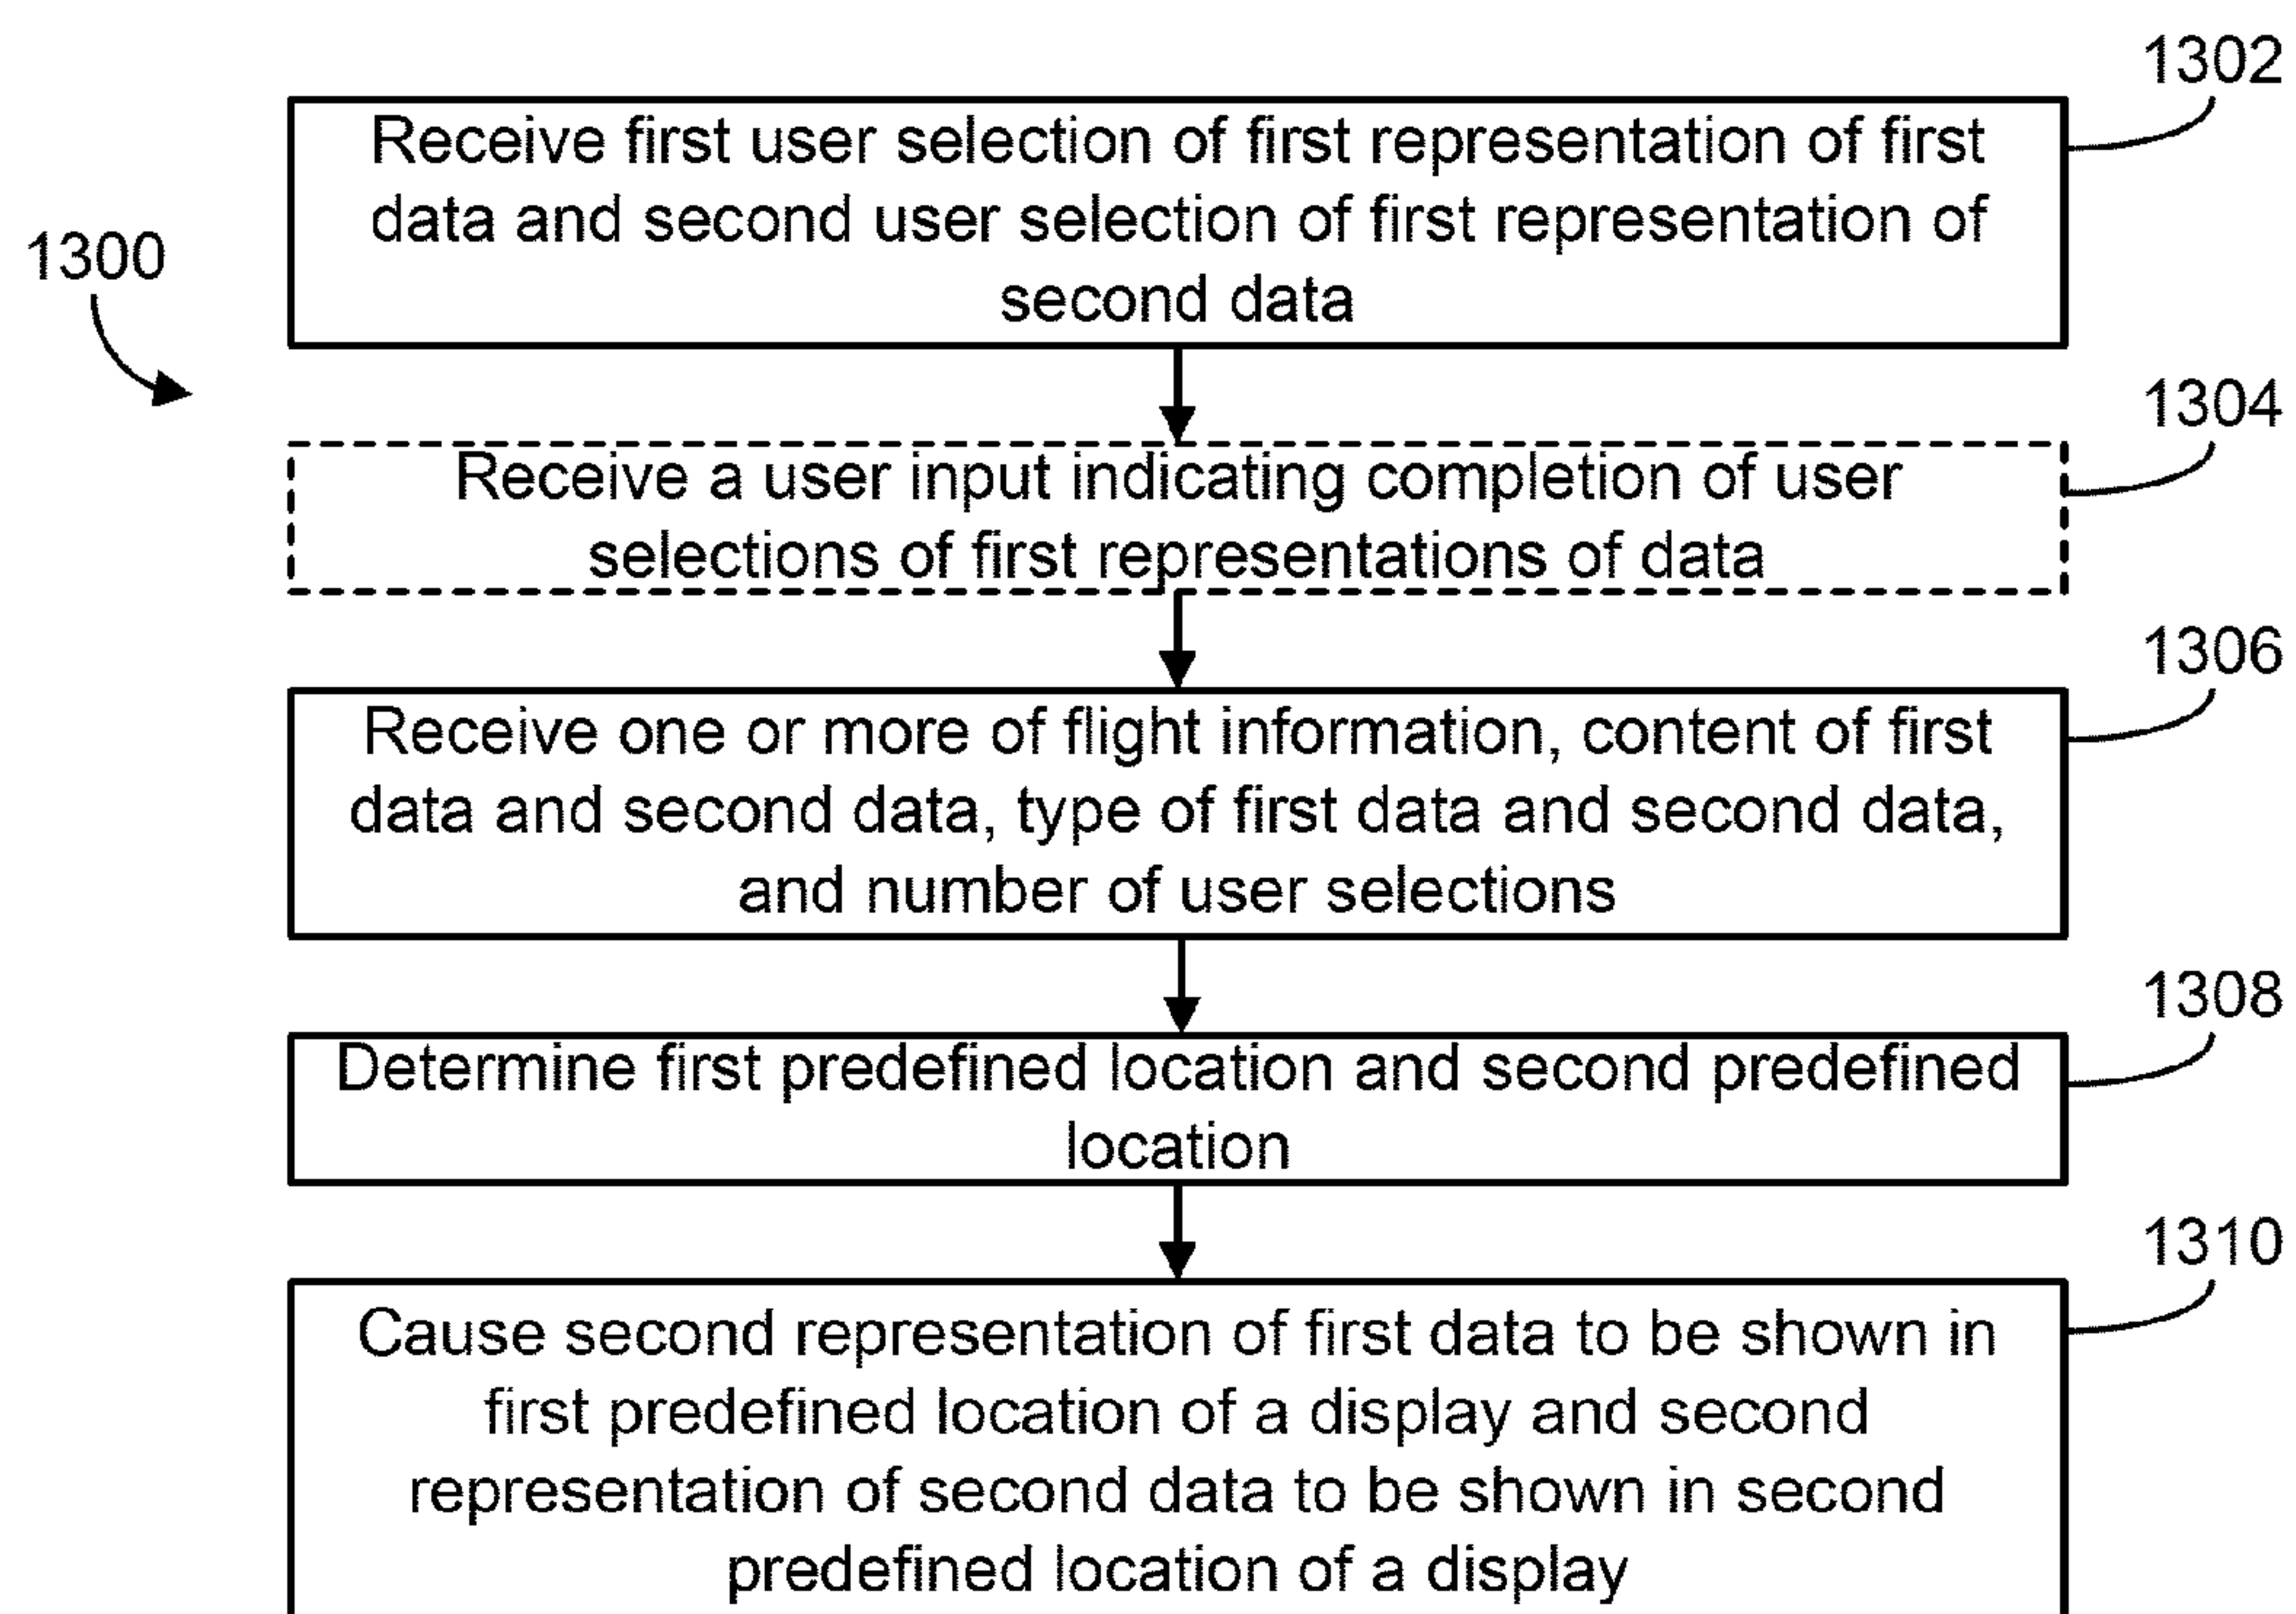 1302
Receive first user selection of first representation of first
data and second user selection of first representation of
second data
1300
1304
Receive a user input indicating completion of user
selections of first representations of data
1306
Receive one or more of flight information, content of first
data and second data, type of first data and second data,
and number of user selections
1308
Determine first predefined location and second predefined
location
1310
Cause second representation of first data to be shown in
first predefined location of a display and second
representation of second data to be shown in second
predefined location of a display